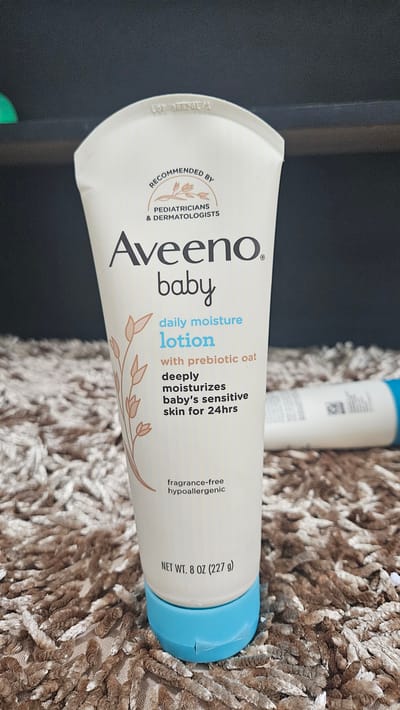 RECOMMENDED BY
PEDIATRICIANS
& DERMATOLOGISTS
Aveeno®
baby
daily moisture
lotion
with prebiotic oat
deeply
moisturizes
baby's sensitive
skin for 24hrs
fragrance-free
hypoallergenic
NET WT. 8 OZ (227 g)